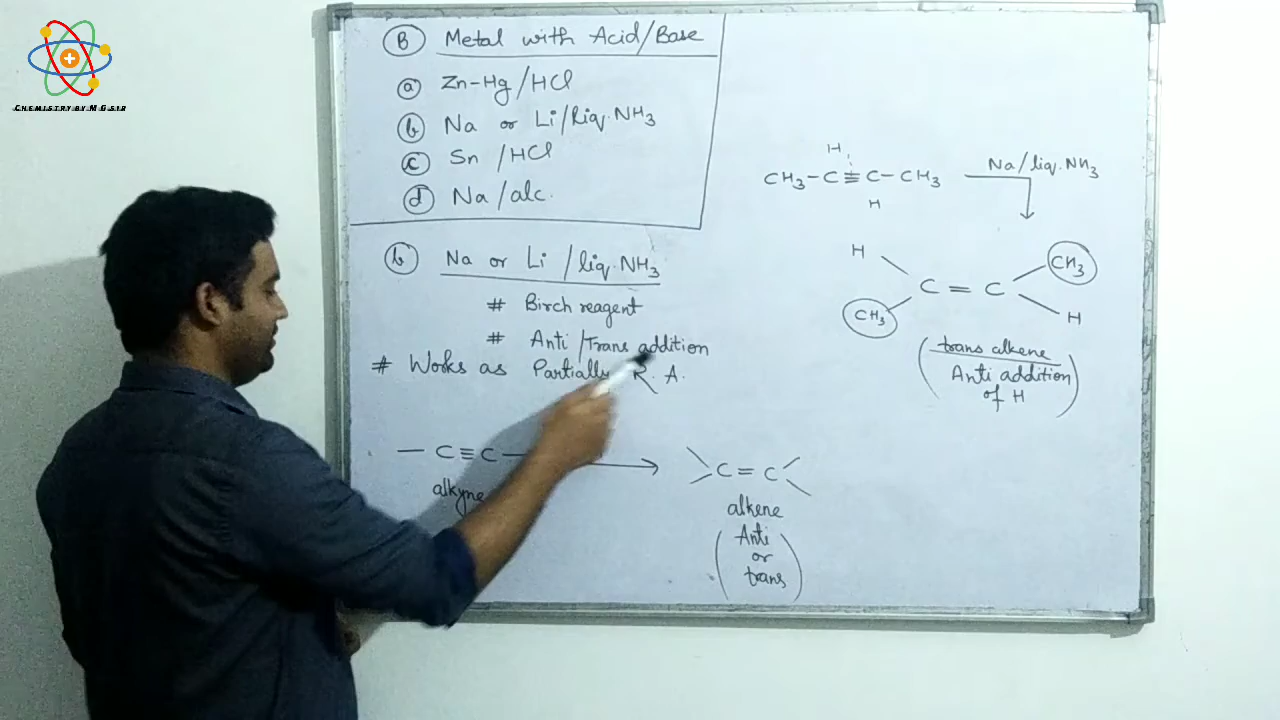 CHEMISTRY BY M G SIR
B Metal with Acid/Base
a Zn-Hg/HCl
b Na or Li/liq. NH3
c Sn /HCl
d Na/alc.
b Na or Li /liq. NH3
# Birch reagent
# Anti/Trans addition
# Works as Partially R. A.
— C≡C —
alkyne
C=C
alkene
(Anti
or
trans)
H
CH3-C≡C-CH3
H
Na/liq. NH3
H CH3
C = C
CH3 H
(trans alkene
Anti addition
of H)